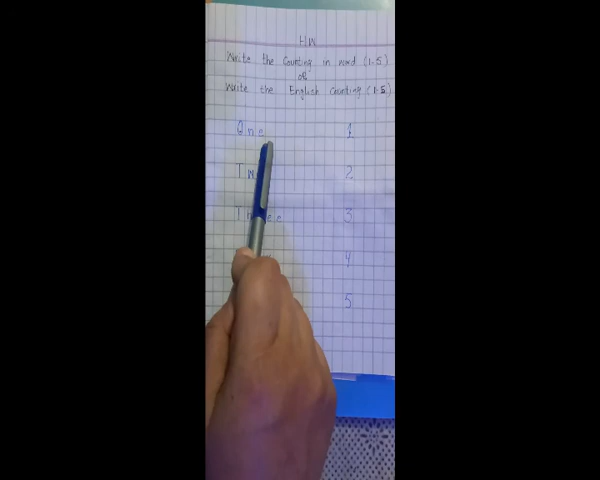 HW
Write the Counting in word (1-5)
of
Write the English Counting (1-5)
One 1
2
3
4
5